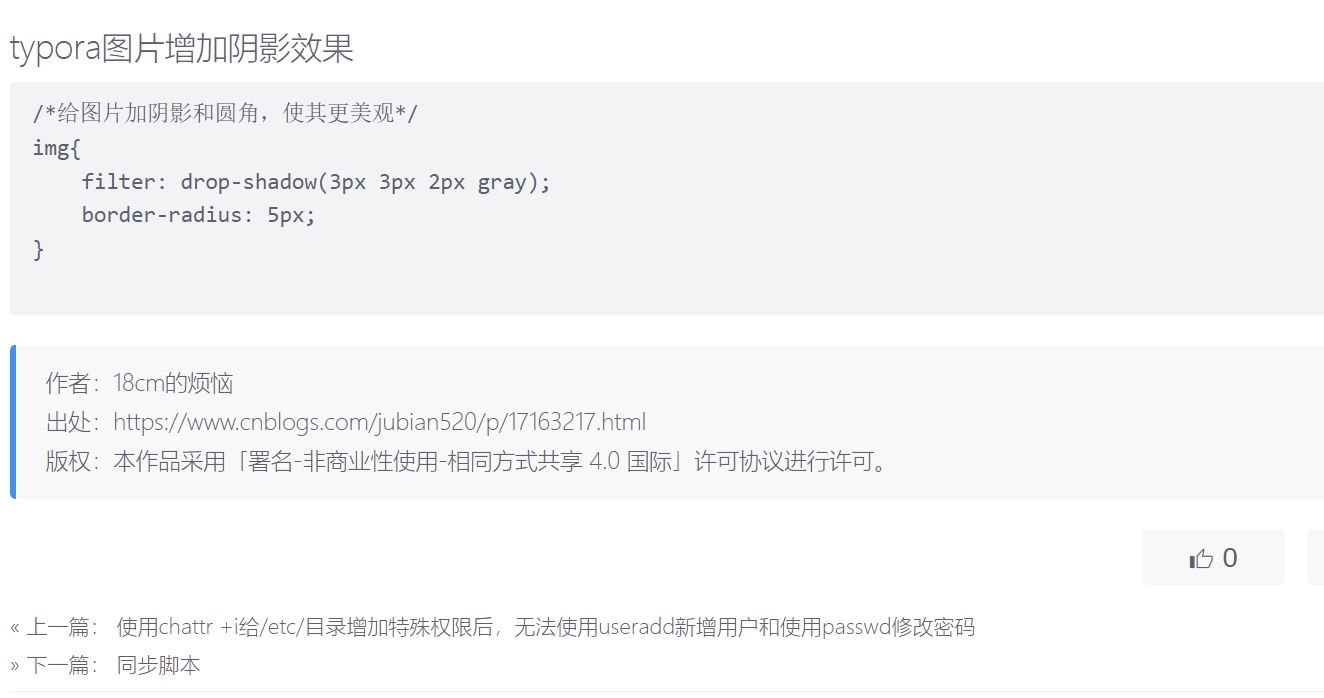 typora图片增加阴影效果
/*给图片加阴影和圆角，使其更美观*/
img{
    filter: drop-shadow(3px 3px 2px gray);
    border-radius: 5px;
}
作者：18cm的烦恼
出处：https://www.cnblogs.com/jubian520/p/17163217.html
版权：本作品采用「署名-非商业性使用-相同方式共享 4.0 国际」许可协议进行许可。
0
« 上一篇： 使用chattr +i给/etc/目录增加特殊权限后，无法使用useradd新增用户和使用passwd修改密码
» 下一篇： 同步脚本